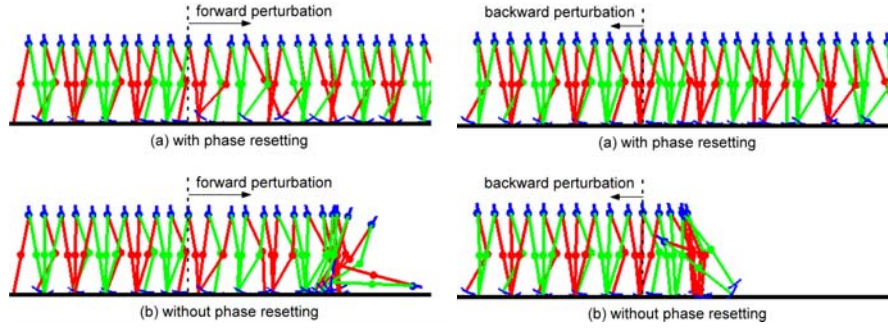 forward perturbation
(a) with phase resetting
backward perturbation
(a) with phase resetting
forward perturbation
(b) without phase resetting
backward perturbation
(b) without phase resetting